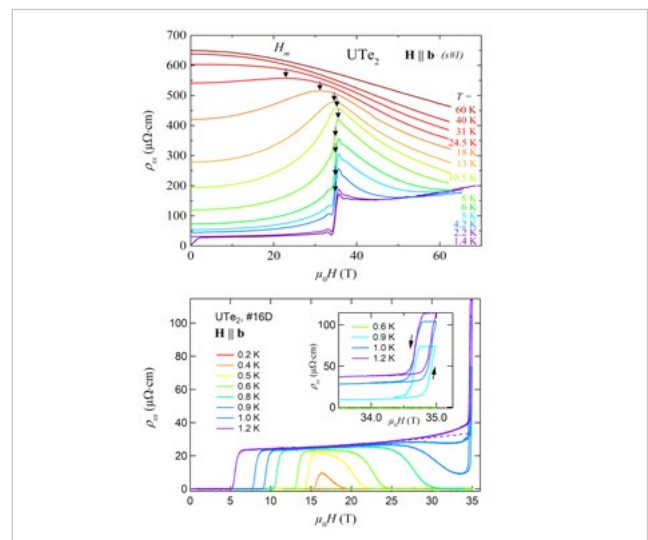 700
600
500
400
300
200
100
0
ρxx (μΩ·cm)
Hm
UTe2
H || b (s#1)
T =
60 K
40 K
31 K
24.5 K
18 K
13 K
10.5 K
8 K
6 K
4.2 K
2.2 K
1.4 K
0 20 40 60
μ0H (T)
100
80
60
40
20
0
ρxx (μΩ·cm)
UTe2, #16D
H || b
0.2 K
0.4 K
0.5 K
0.6 K
0.8 K
0.9 K
1.0 K
1.2 K
100
50
0
ρxx (μΩ·cm)
0.6 K
0.9 K
1.0 K
1.2 K
34.0 μ0H (T) 35.0
0 5 10 15 20 25 30 35
μ0H (T)